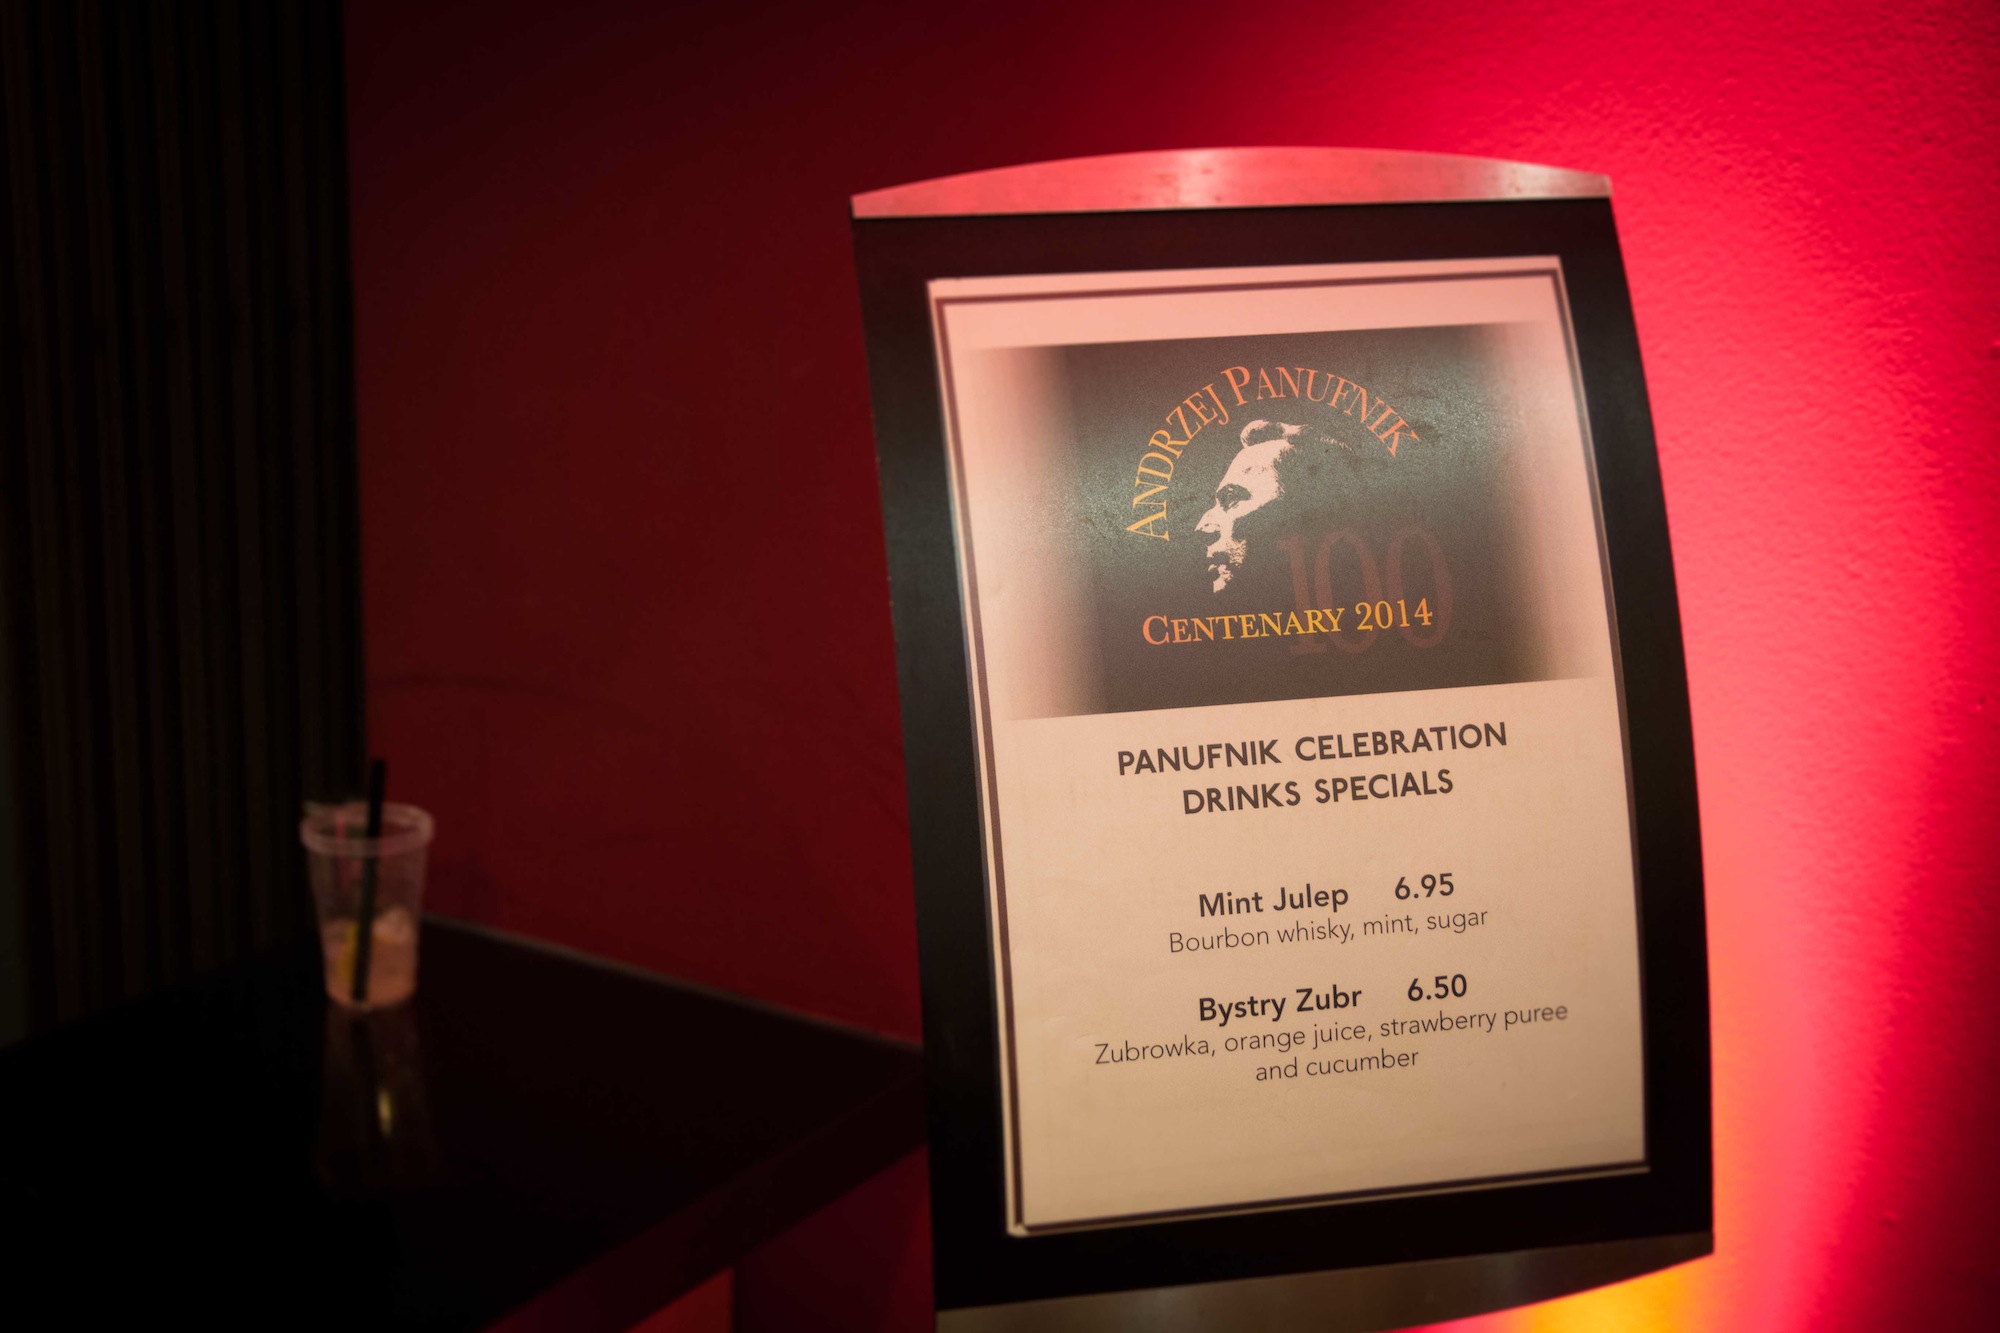 ANDRZEJ PANUFNIK
100
CENTENARY 2014
PANUFNIK CELEBRATION
DRINKS SPECIALS
Mint Julep 6.95
Bourbon whisky, mint, sugar
Bystry Zubr 6.50
Zubrowka, orange juice, strawberry puree
and cucumber